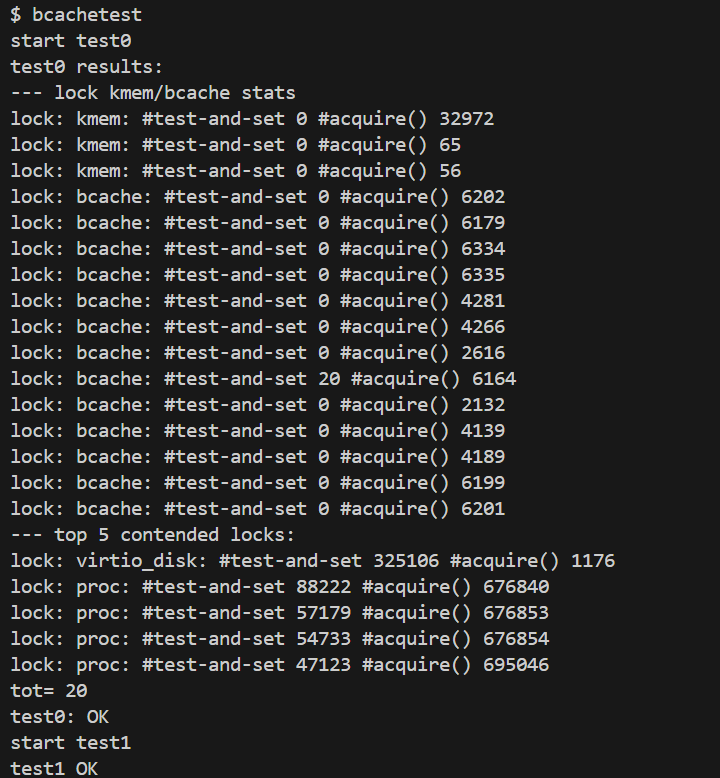 $ bcachetest
start test0
test0 results:
--- lock kmem/bcache stats
lock: kmem: #test-and-set 0 #acquire() 32972
lock: kmem: #test-and-set 0 #acquire() 65
lock: kmem: #test-and-set 0 #acquire() 56
lock: bcache: #test-and-set 0 #acquire() 6202
lock: bcache: #test-and-set 0 #acquire() 6179
lock: bcache: #test-and-set 0 #acquire() 6334
lock: bcache: #test-and-set 0 #acquire() 6335
lock: bcache: #test-and-set 0 #acquire() 4281
lock: bcache: #test-and-set 0 #acquire() 4266
lock: bcache: #test-and-set 0 #acquire() 2616
lock: bcache: #test-and-set 20 #acquire() 6164
lock: bcache: #test-and-set 0 #acquire() 2132
lock: bcache: #test-and-set 0 #acquire() 4139
lock: bcache: #test-and-set 0 #acquire() 4189
lock: bcache: #test-and-set 0 #acquire() 6199
lock: bcache: #test-and-set 0 #acquire() 6201
--- top 5 contended locks:
lock: virtio_disk: #test-and-set 325106 #acquire() 1176
lock: proc: #test-and-set 88222 #acquire() 676840
lock: proc: #test-and-set 57179 #acquire() 676853
lock: proc: #test-and-set 54733 #acquire() 676854
lock: proc: #test-and-set 47123 #acquire() 695046
tot= 20
test0: OK
start test1
test1 OK